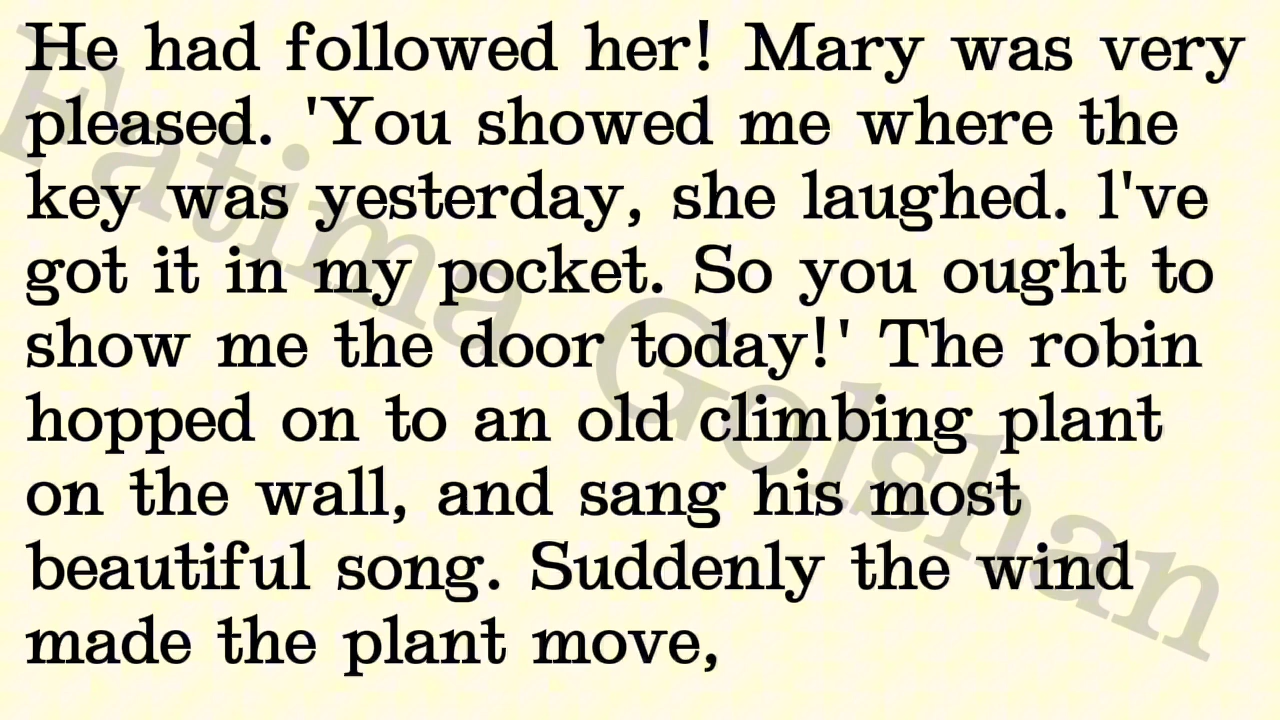 He had followed her! Mary was very
pleased. 'You showed me where the
key was yesterday, she laughed. l've
got it in my pocket. So you ought to
show me the door today!' The robin
hopped on to an old climbing plant
on the wall, and sang his most
beautiful song. Suddenly the wind
made the plant move,
Fatima Golshan